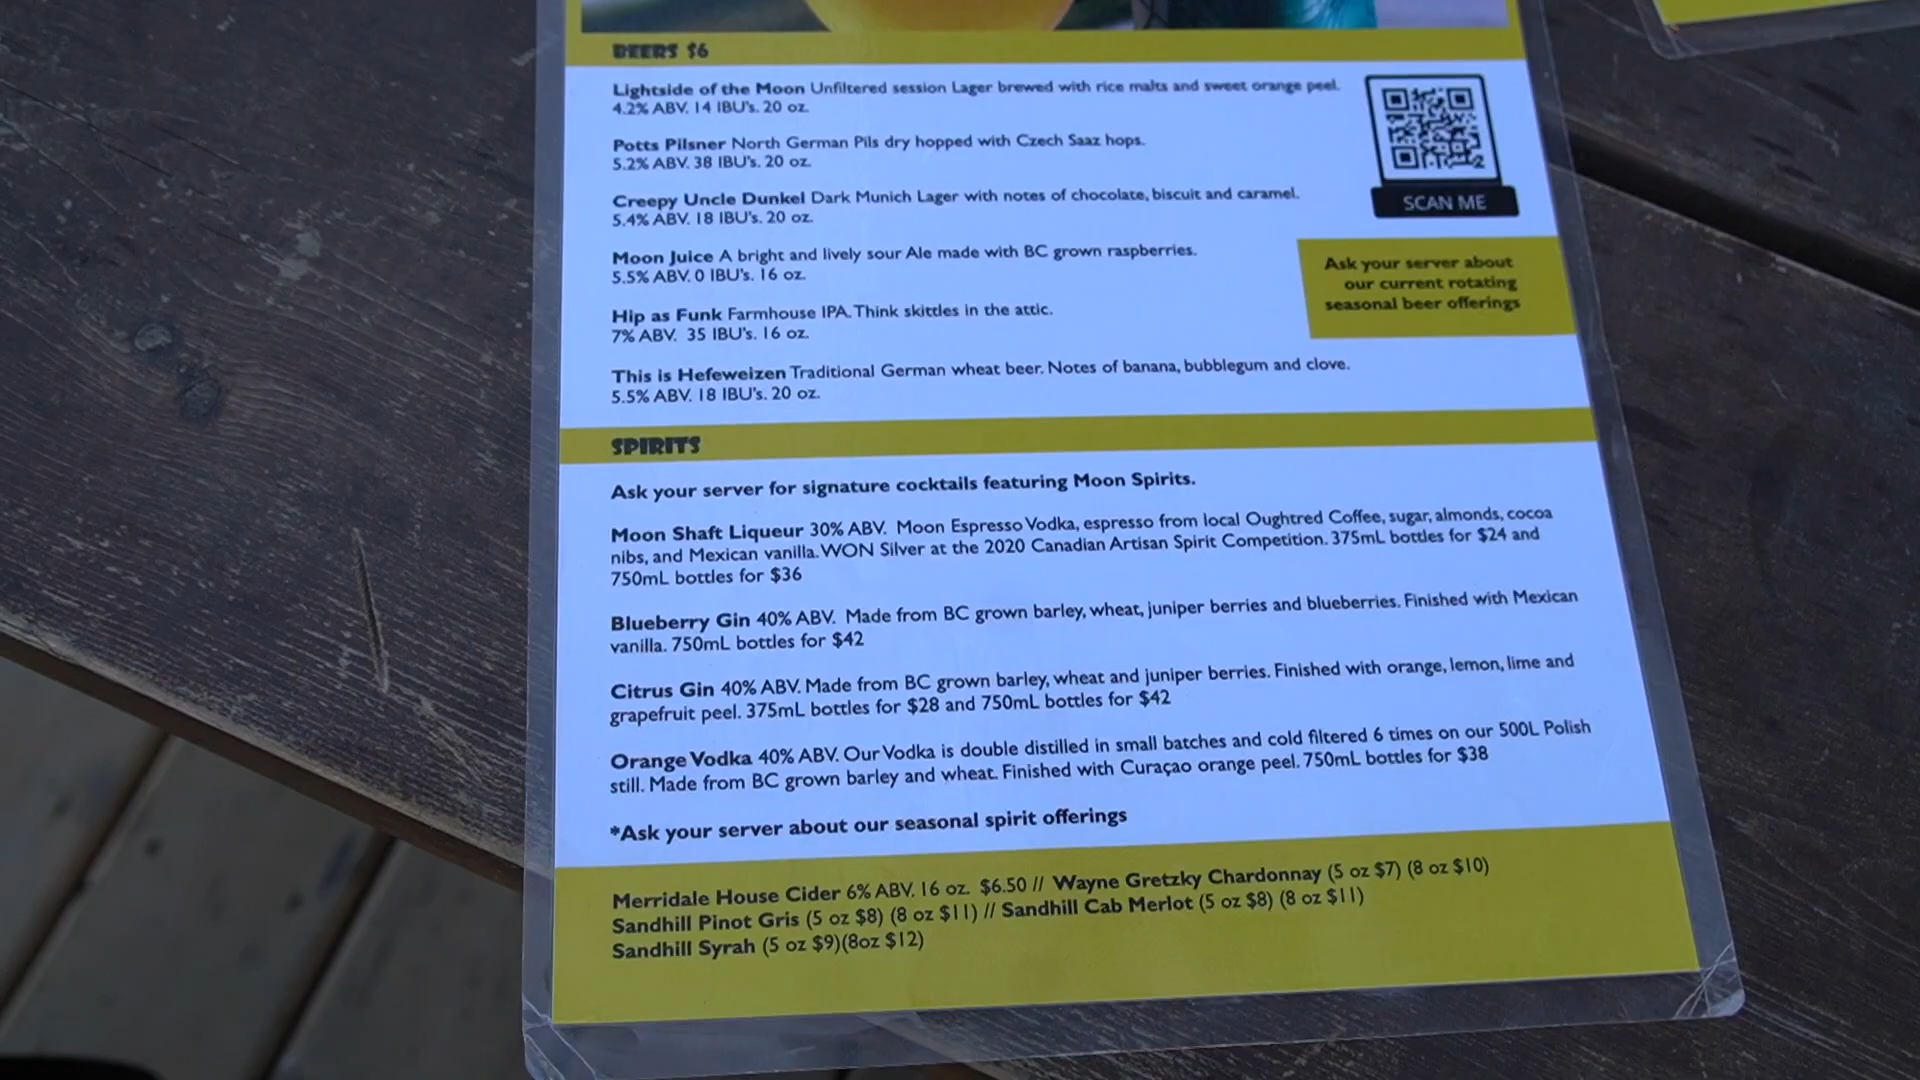 BEERS $6
Lightside of the Moon Unfiltered session Lager brewed with rice malts and sweet orange peel.
4.2% ABV. 14 IBU's. 20 oz.
Potts Pilsner North German Pils dry hopped with Czech Saaz hops.
5.2% ABV. 38 IBU's. 20 oz.
Creepy Uncle Dunkel Dark Munich Lager with notes of chocolate, biscuit and caramel.
5.4% ABV. 18 IBU's. 20 oz.
Moon Juice A bright and lively sour Ale made with BC grown raspberries.
5.5% ABV. 0 IBU's. 16 oz.
Hip as Funk Farmhouse IPA. Think skittles in the attic.
7% ABV. 35 IBU's. 16 oz.
This is Hefeweizen Traditional German wheat beer. Notes of banana, bubblegum and clove.
5.5% ABV. 18 IBU's. 20 oz.
SCAN ME
Ask your server about
our current rotating
seasonal beer offerings
SPIRITS
Ask your server for signature cocktails featuring Moon Spirits.
Moon Shaft Liqueur 30% ABV. Moon Espresso Vodka, espresso from local Oughtred Coffee, sugar, almonds, cocoa
nibs, and Mexican vanilla. WON Silver at the 2020 Canadian Artisan Spirit Competition. 375mL bottles for $24 and
750mL bottles for $36
Blueberry Gin 40% ABV. Made from BC grown barley, wheat, juniper berries and blueberries. Finished with Mexican
vanilla. 750mL bottles for $42
Citrus Gin 40% ABV. Made from BC grown barley, wheat and juniper berries. Finished with orange, lemon, lime and
grapefruit peel. 375mL bottles for $28 and 750mL bottles for $42
Orange Vodka 40% ABV. Our Vodka is double distilled in small batches and cold filtered 6 times on our 500L Polish
still. Made from BC grown barley and wheat. Finished with Curaçao orange peel. 750mL bottles for $38
*Ask your server about our seasonal spirit offerings
Merridale House Cider 6% ABV. 16 oz. $6.50 // Wayne Gretzky Chardonnay (5 oz $7) (8 oz $10)
Sandhill Pinot Gris (5 oz $8) (8 oz $11) // Sandhill Cab Merlot (5 oz $8) (8 oz $11)
Sandhill Syrah (5 oz $9)(8oz $12)